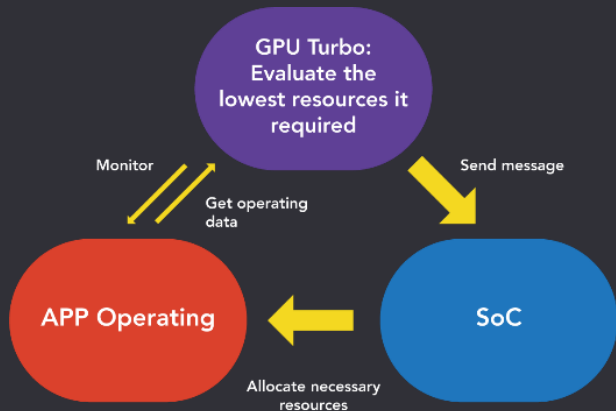 GPU Turbo:
Evaluate the
lowest resources it
required
Monitor
Send message
Get operating
data
APP Operating
SoC
Allocate necessary
resources